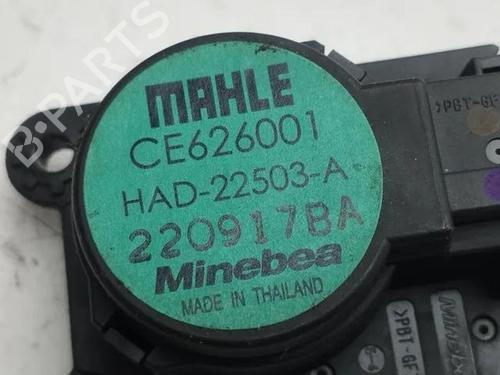 MAHLE
CE626001
HAD-22503-A
220917BA
Minebea
MADE IN THAILAND
>PBT-GF
>PBT-GF
B-PARTS